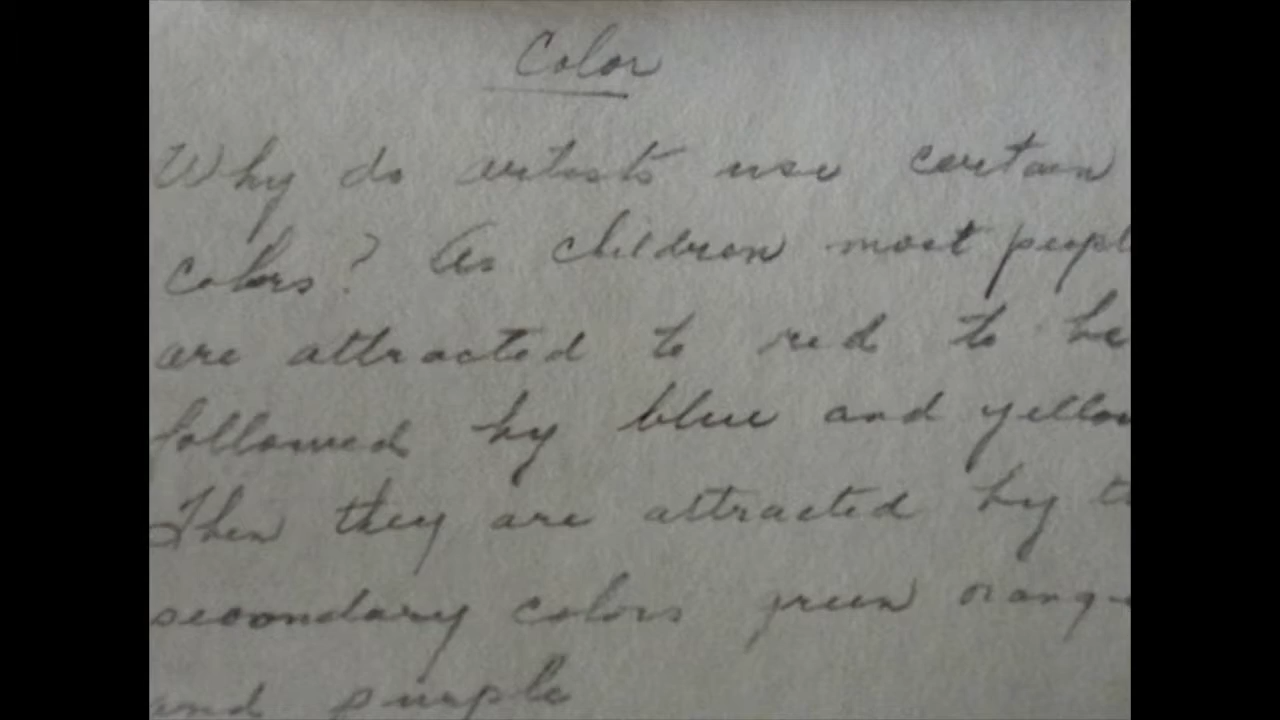 Color
Why do artists use certain
colors? As children most peopl
are attracted to red to be
followed by blue and yellow
Then they are attracted by t
secondary colors green orange
and purple